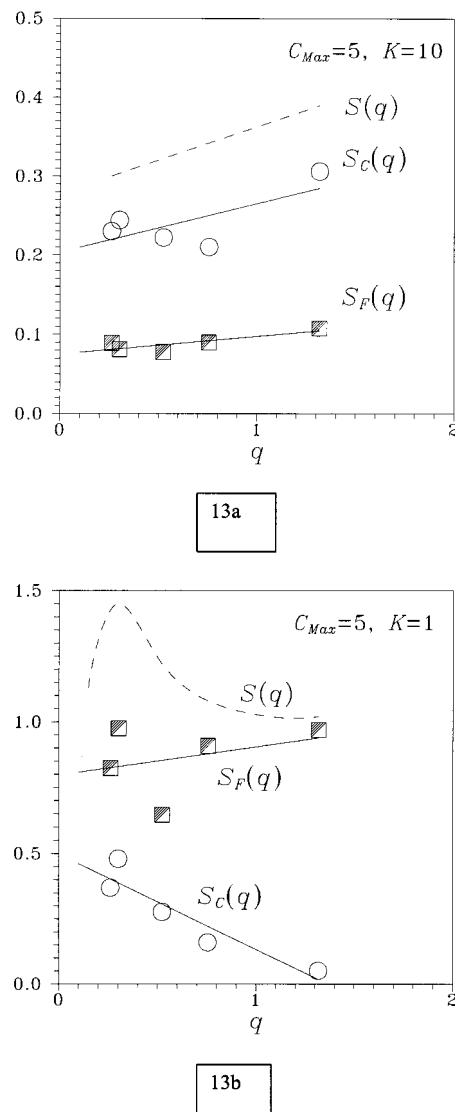 0.5
C_Max=5, K=10
0.4
S(q)
S_C(q)
0.3
0.2
S_F(q)
0.1
0.0
0 1 2
q
13a
1.5
C_Max=5, K=1
S(q)
1.0
S_F(q)
0.5
S_C(q)
0.0
0 1 2
q
13b